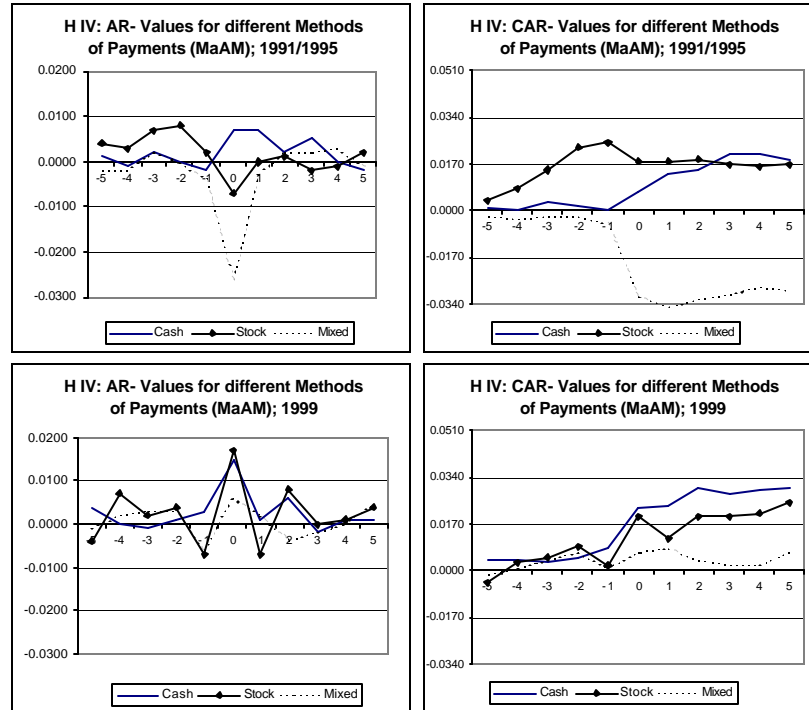 H IV: AR- Values for different Methods
of Payments (MaAM); 1991/1995
0.0200
0.0100
0.0000
-0.0100
-0.0200
-0.0300
-5 -4 -3 -2 -1 0 1 2 3 4 5
Cash Stock Mixed
H IV: CAR- Values for different Methods
of Payments (MaAM); 1991/1995
0.0510
0.0340
0.0170
0.0000
-0.0170
-0.0340
-5 -4 -3 -2 -1 0 1 2 3 4 5
Cash Stock Mixed
H IV: AR- Values for different Methods
of Payments (MaAM); 1999
0.0200
0.0100
0.0000
-0.0100
-0.0200
-0.0300
-5 -4 -3 -2 -1 0 1 2 3 4 5
Cash Stock Mixed
H IV: CAR- Values for different Methods
of Payments (MaAM); 1999
0.0510
0.0340
0.0170
0.0000
-0.0170
-0.0340
-5 -4 -3 -2 -1 0 1 2 3 4 5
Cash Stock Mixed